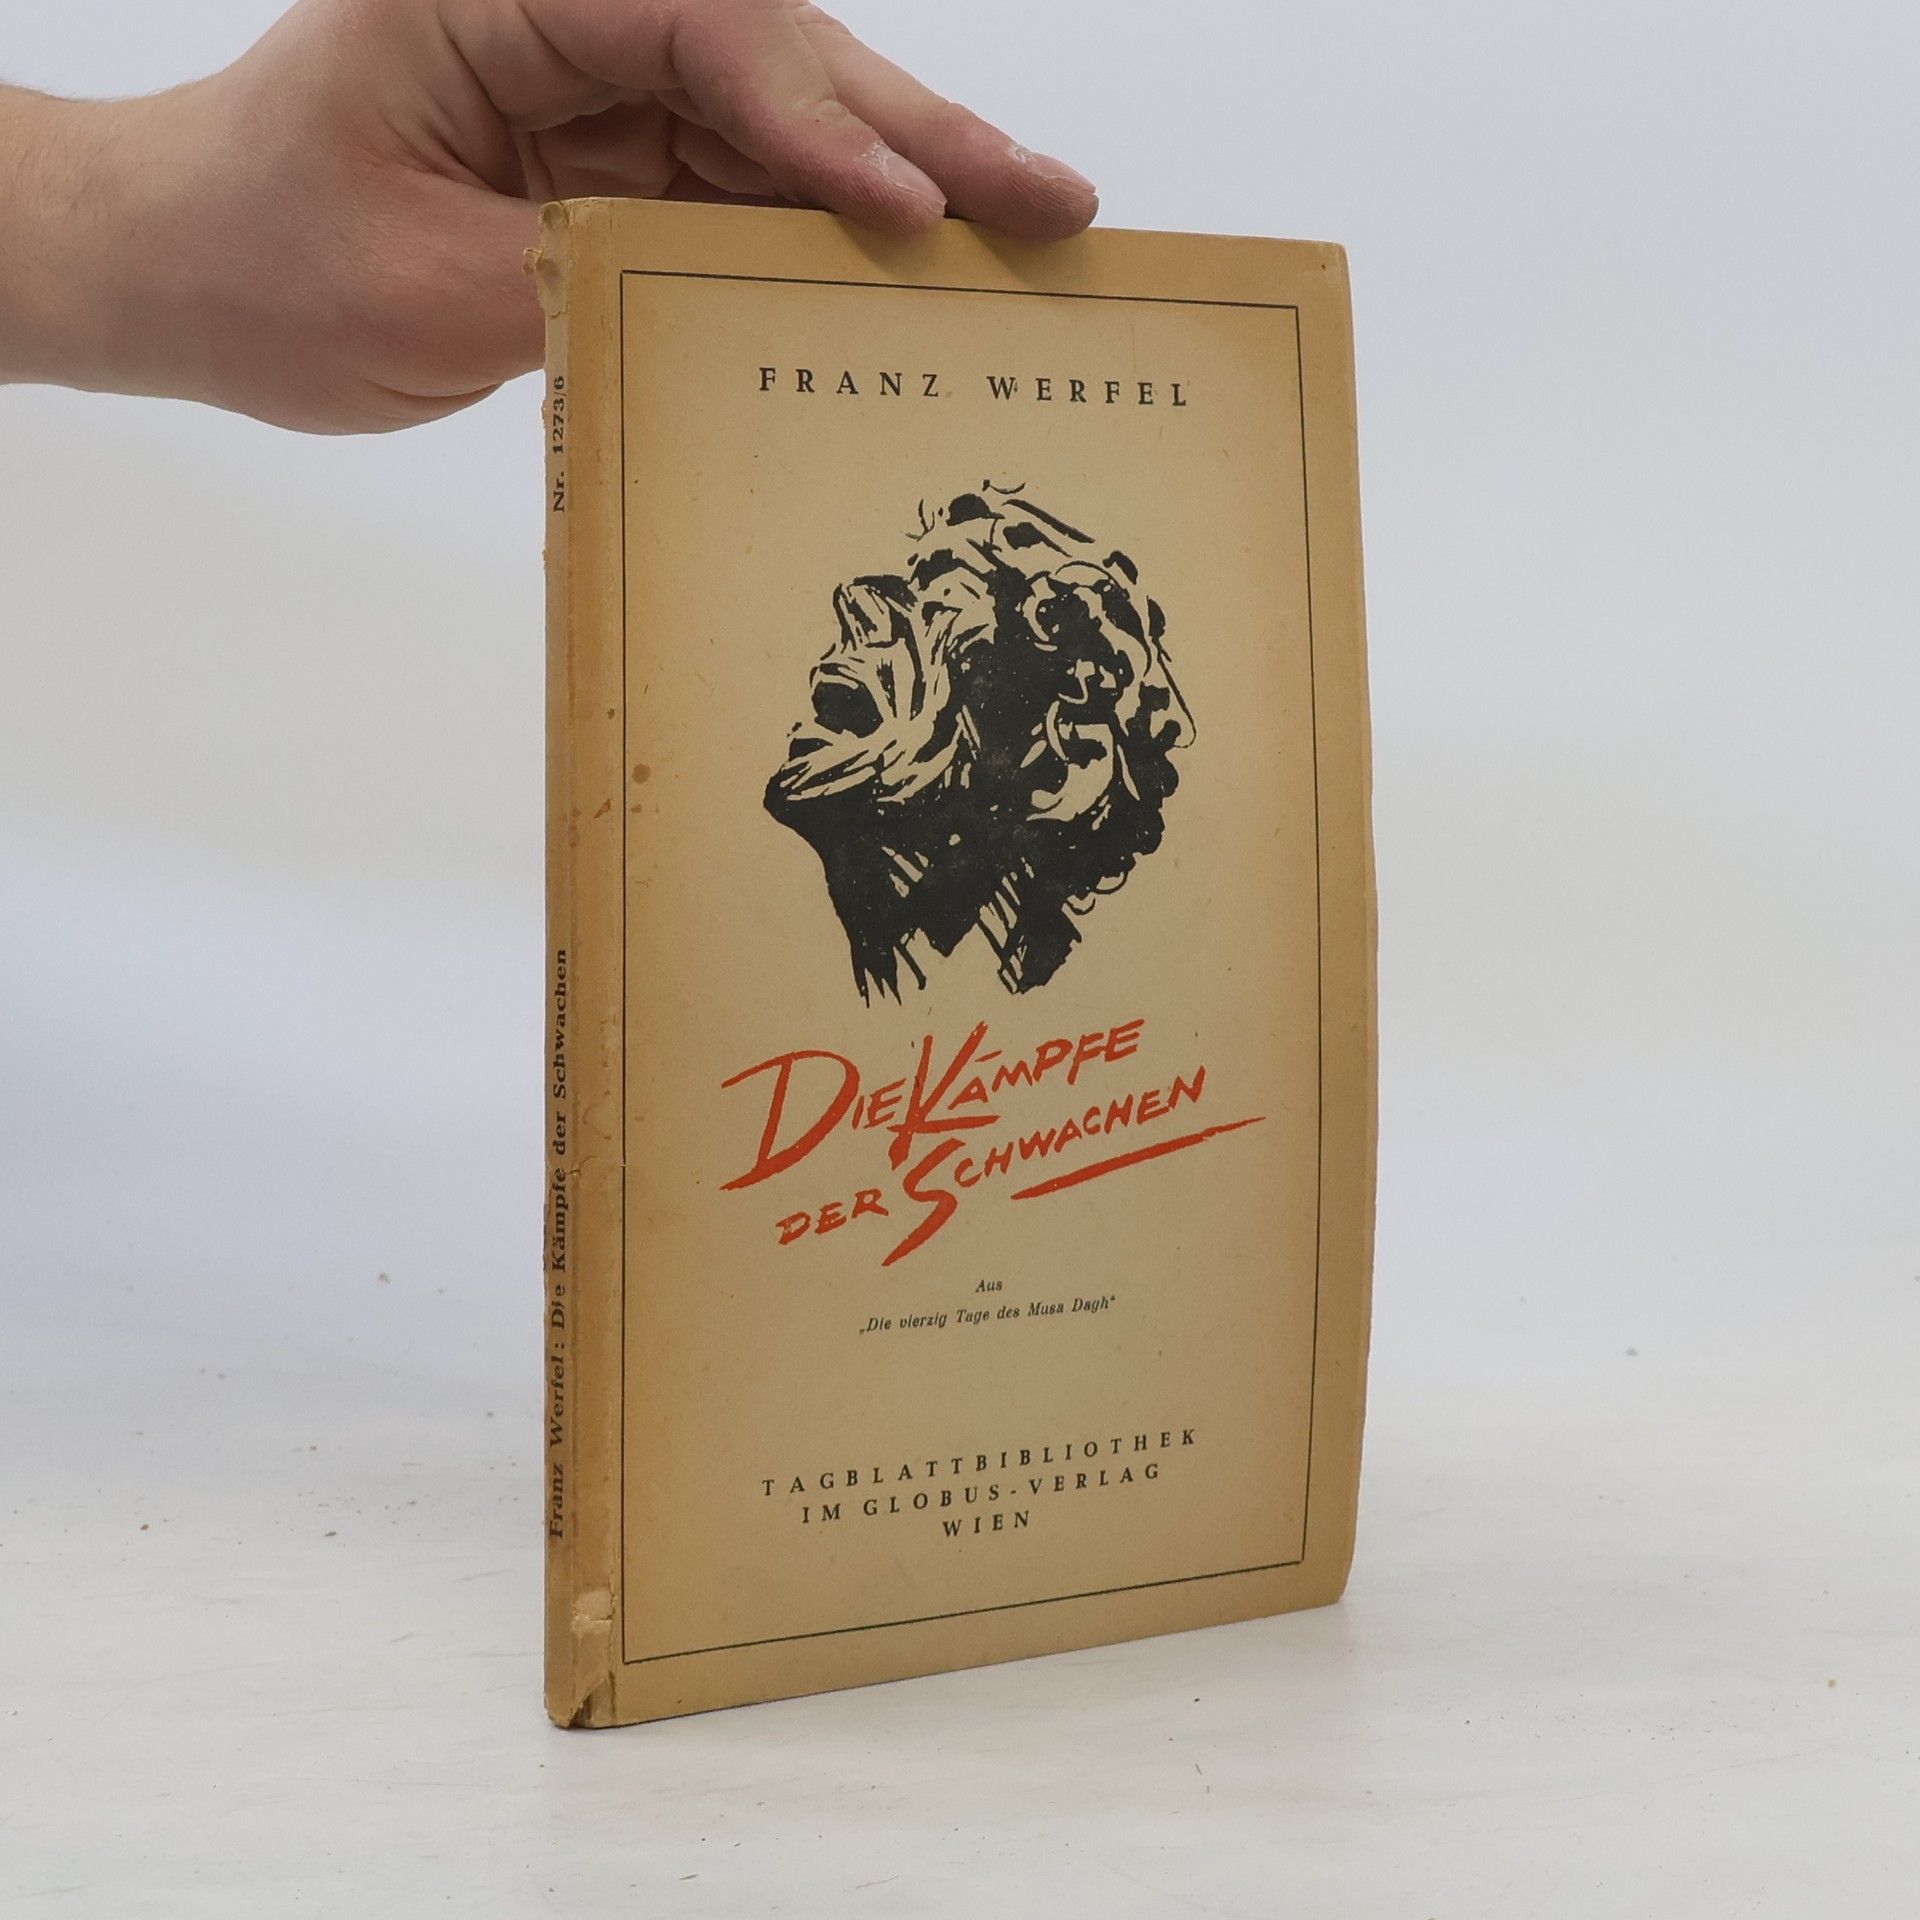 FRANZ WERFEL
DIE KÄMPFE
DER SCHWACHEN
Aus
„Die vierzig Tage des Musa Dagh“
TAGBLATTBIBLIOTHEK
IM GLOBUS-VERLAG
WIEN
Franz Werfel: Die Kämpfe der Schwachen Nr. 1273/6